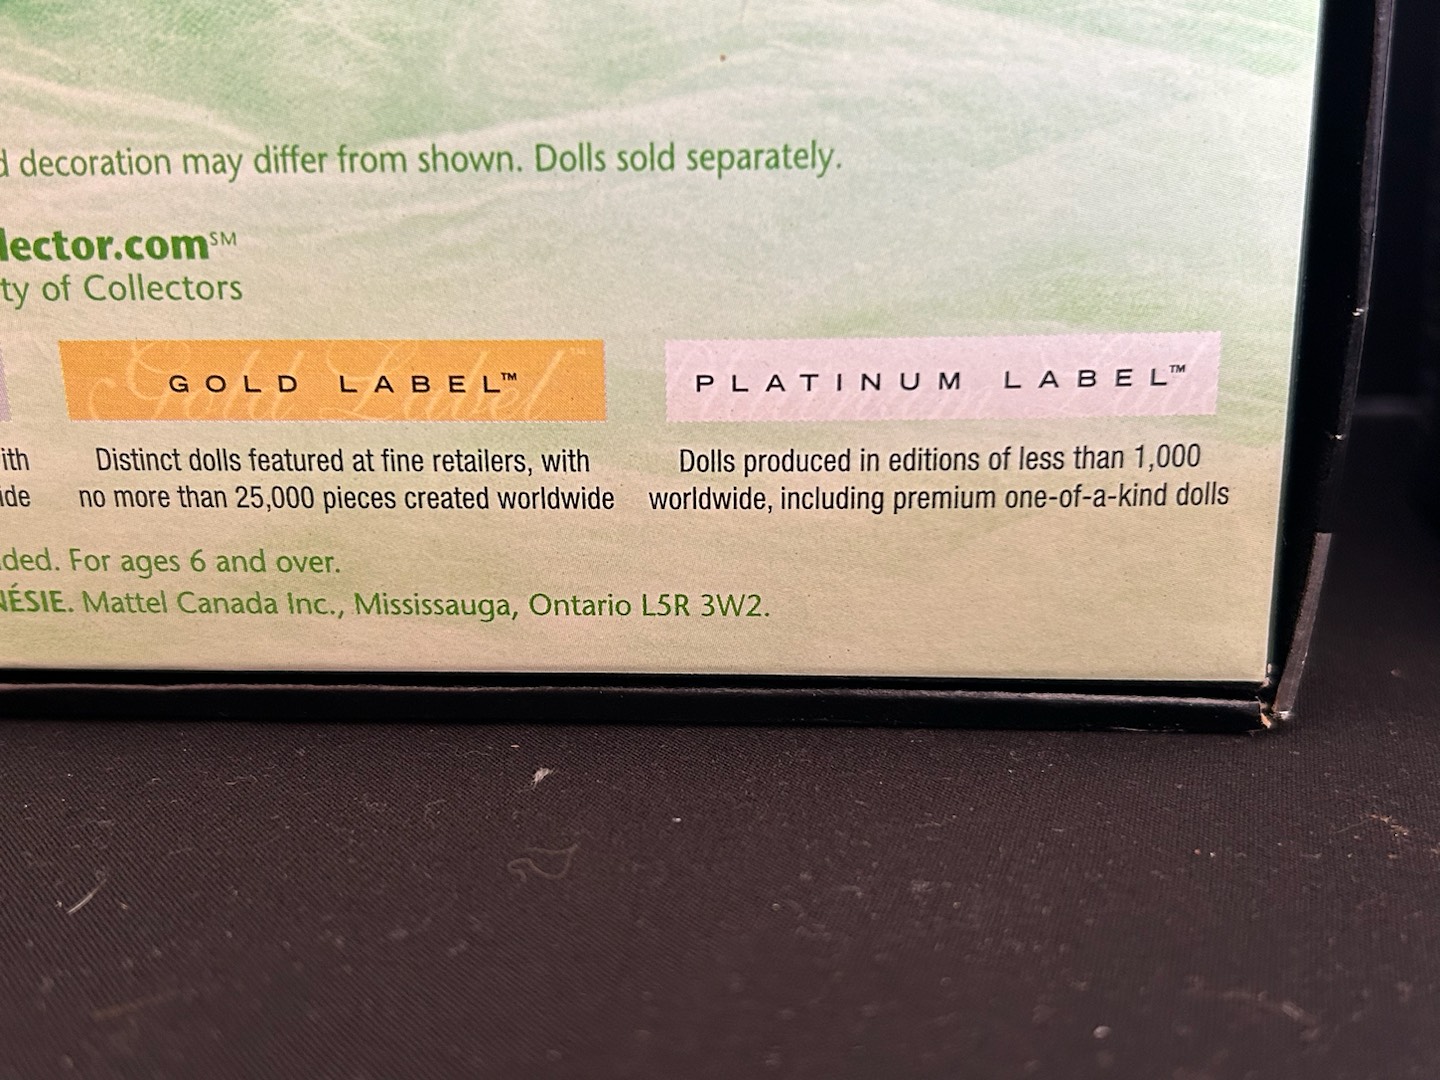 d decoration may differ from shown. Dolls sold separately.
lector.com℠
ty of Collectors
GOLD LABEL™
PLATINUM LABEL™
ith
ide
Distinct dolls featured at fine retailers, with
no more than 25,000 pieces created worldwide
Dolls produced in editions of less than 1,000
worldwide, including premium one-of-a-kind dolls
ded. For ages 6 and over.
NÉSIE. Mattel Canada Inc., Mississauga, Ontario L5R 3W2.